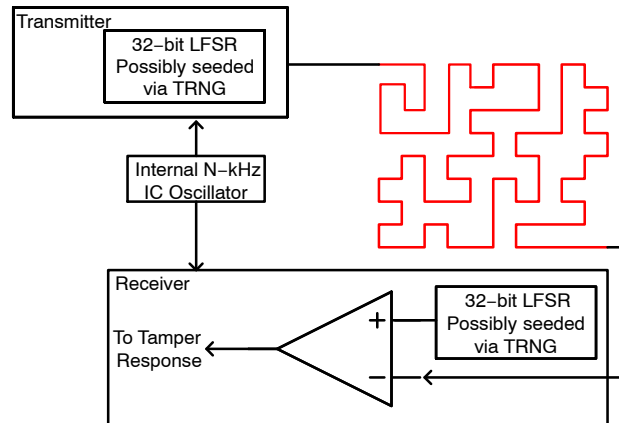 Transmitter
32-bit LFSR
Possibly seeded
via TRNG
Internal N-kHz
IC Oscillator
Receiver
32-bit LFSR
Possibly seeded
via TRNG
+
To Tamper
Response
−